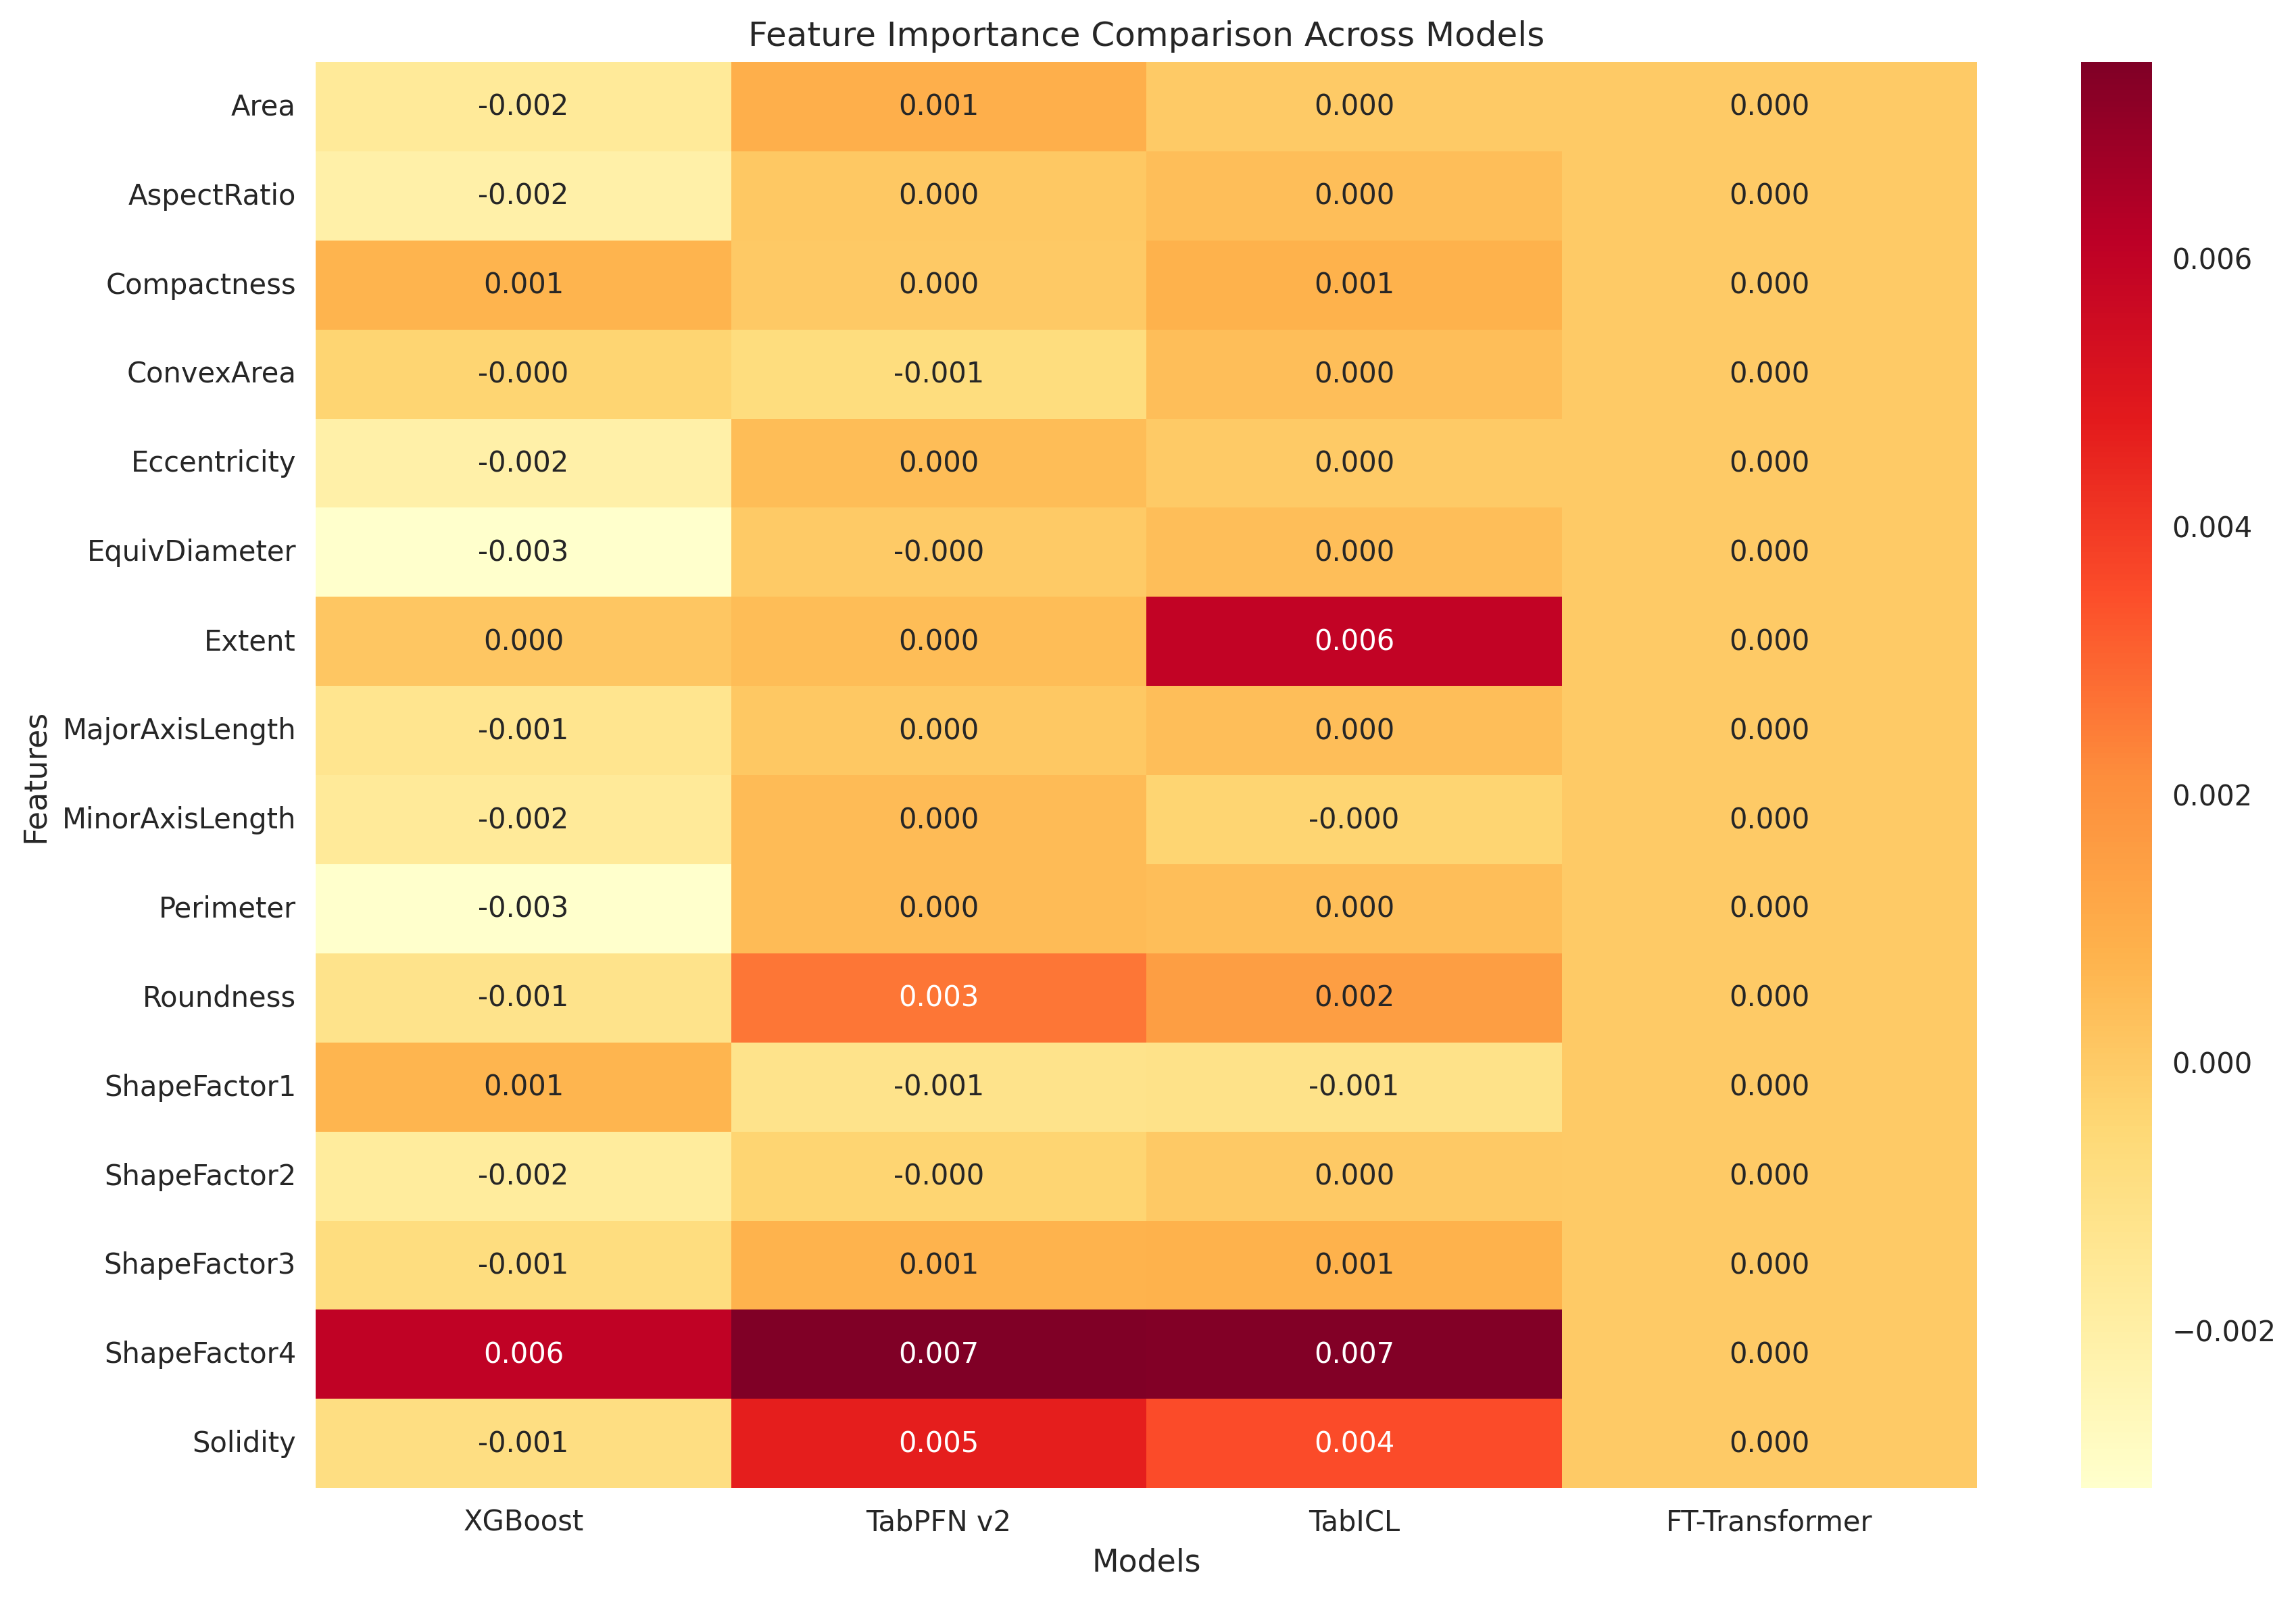 Feature Importance Comparison Across Models
Area -0.002 0.001 0.000 0.000
AspectRatio -0.002 0.000 0.000 0.000
Compactness 0.001 0.000 0.001 0.000
ConvexArea -0.000 -0.001 0.000 0.000
Eccentricity -0.002 0.000 0.000 0.000
EquivDiameter -0.003 -0.000 0.000 0.000
Extent 0.000 0.000 0.006 0.000
MajorAxisLength -0.001 0.000 0.000 0.000
MinorAxisLength -0.002 0.000 -0.000 0.000
Perimeter -0.003 0.000 0.000 0.000
Roundness -0.001 0.003 0.002 0.000
ShapeFactor1 0.001 -0.001 -0.001 0.000
ShapeFactor2 -0.002 -0.000 0.000 0.000
ShapeFactor3 -0.001 0.001 0.001 0.000
ShapeFactor4 0.006 0.007 0.007 0.000
Solidity -0.001 0.005 0.004 0.000
XGBoost TabPFN v2 TabICL FT-Transformer
Models
Features
0.006
0.004
0.002
0.000
−0.002